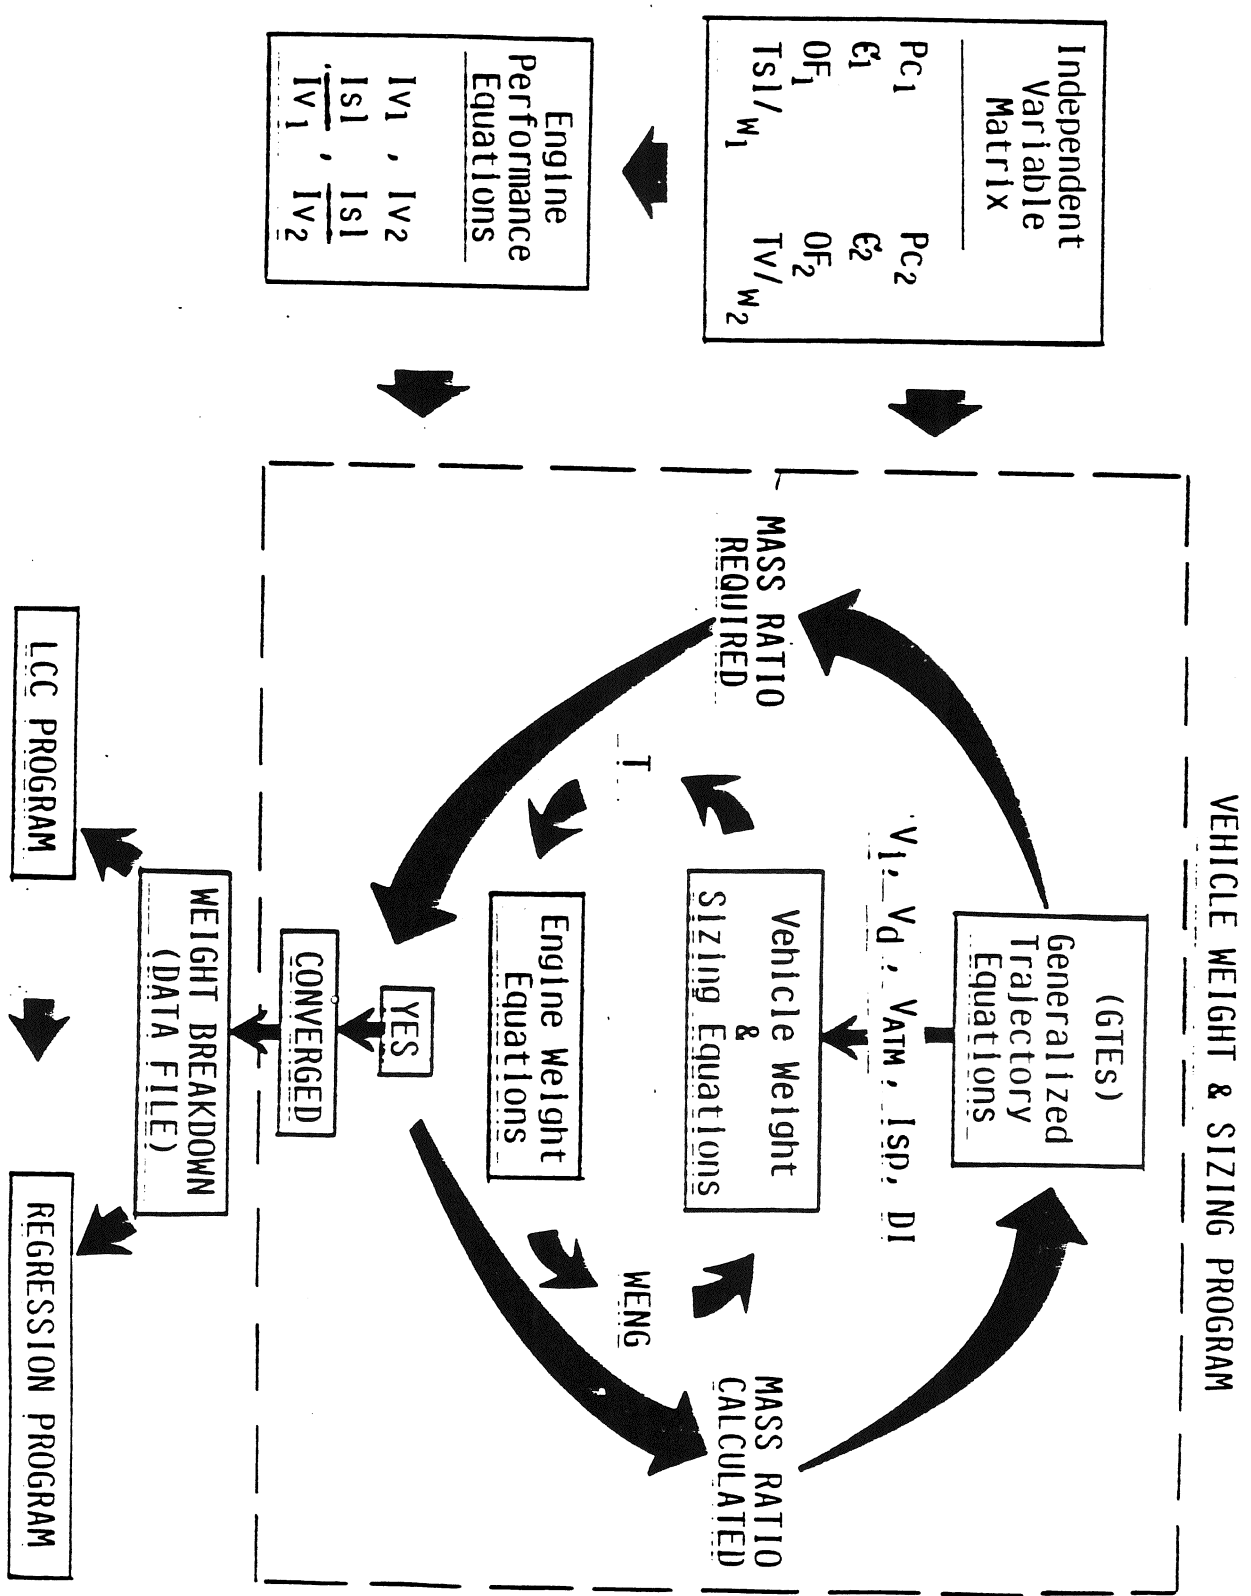 VEHICLE WEIGHT & SIZING PROGRAM
Independent
Variable
Matrix
Pc₁ Pc₂
ϵ₁ ϵ₂
OF₁ OF₂
Tsl/W₁ Tv/W₂
Engine
Performance
Equations
Iv₁ , Iv₂
Isl , Isl
Iv₁ Iv₂
(GTEs)
Generalized
Trajectory
Equations
Vi, Vd, VATM, Isp, DI
MASS RATIO
REQUIRED
Vehicle Weight
&
Sizing Equations
MASS RATIO
CALCULATED
T
WENG
Engine Weight
Equations
YES
CONVERGED
WEIGHT BREAKDOWN
(DATA FILE)
LCC PROGRAM
REGRESSION PROGRAM